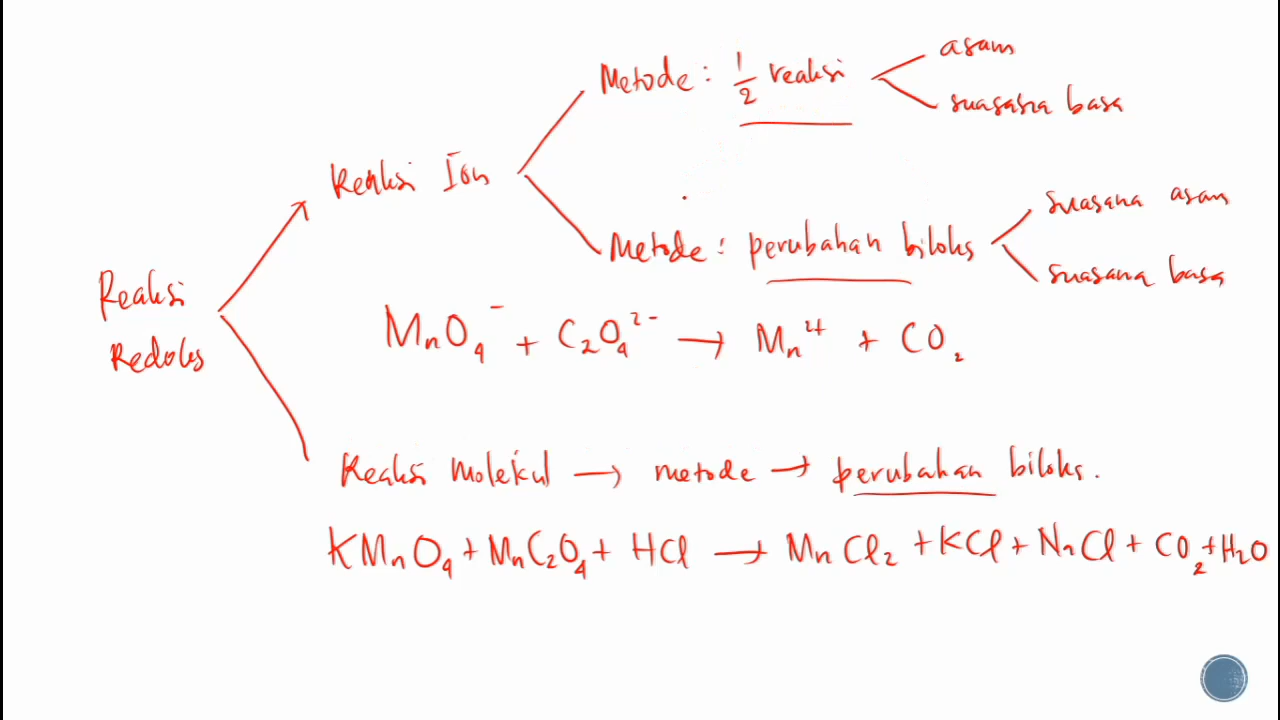 Metode : 1/2 reaksi
asam
suasana basa
Reaksi Ion
Metode : perubahan biloks
suasana asam
suasana basa
Reaksi
Redoks
MnO₄⁻ + C₂O₄²⁻ → Mn²⁺ + CO₂
Reaksi molekul → metode → perubahan biloks.
KMnO₄ + MnC₂O₄ + HCl → MnCl₂ + KCl + NaCl + CO₂ + H₂O